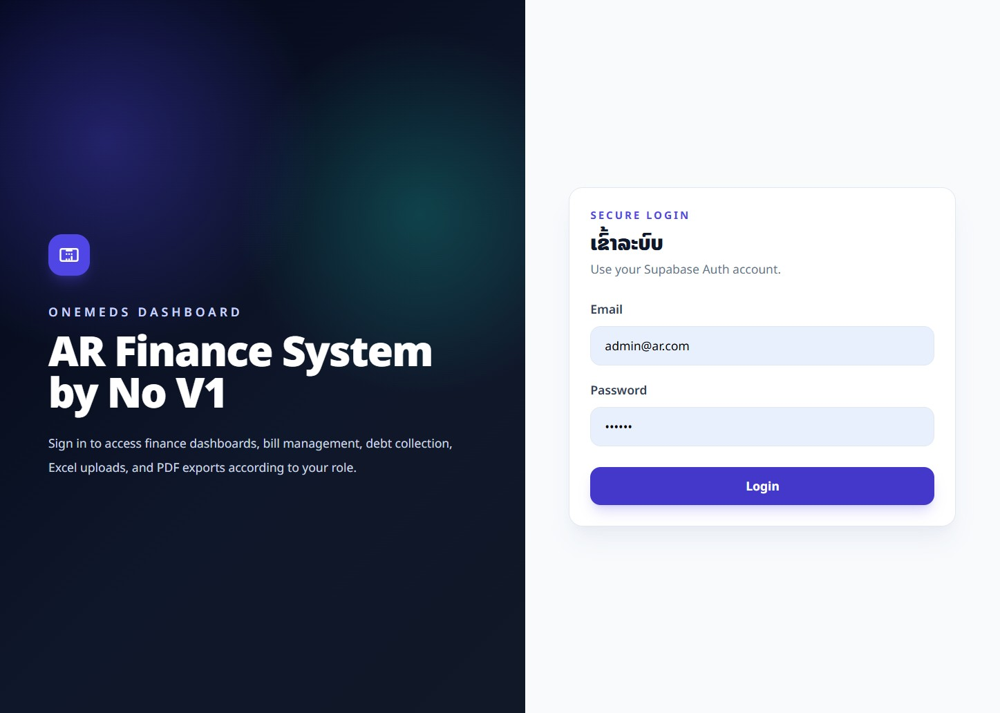 ONEMEDS DASHBOARD
AR Finance System
by No V1
Sign in to access finance dashboards, bill management, debt collection,
Excel uploads, and PDF exports according to your role.
SECURE LOGIN
ເຂົ້າລະບົບ
Use your Supabase Auth account.
Email
admin@ar.com
Password
••••••
Login